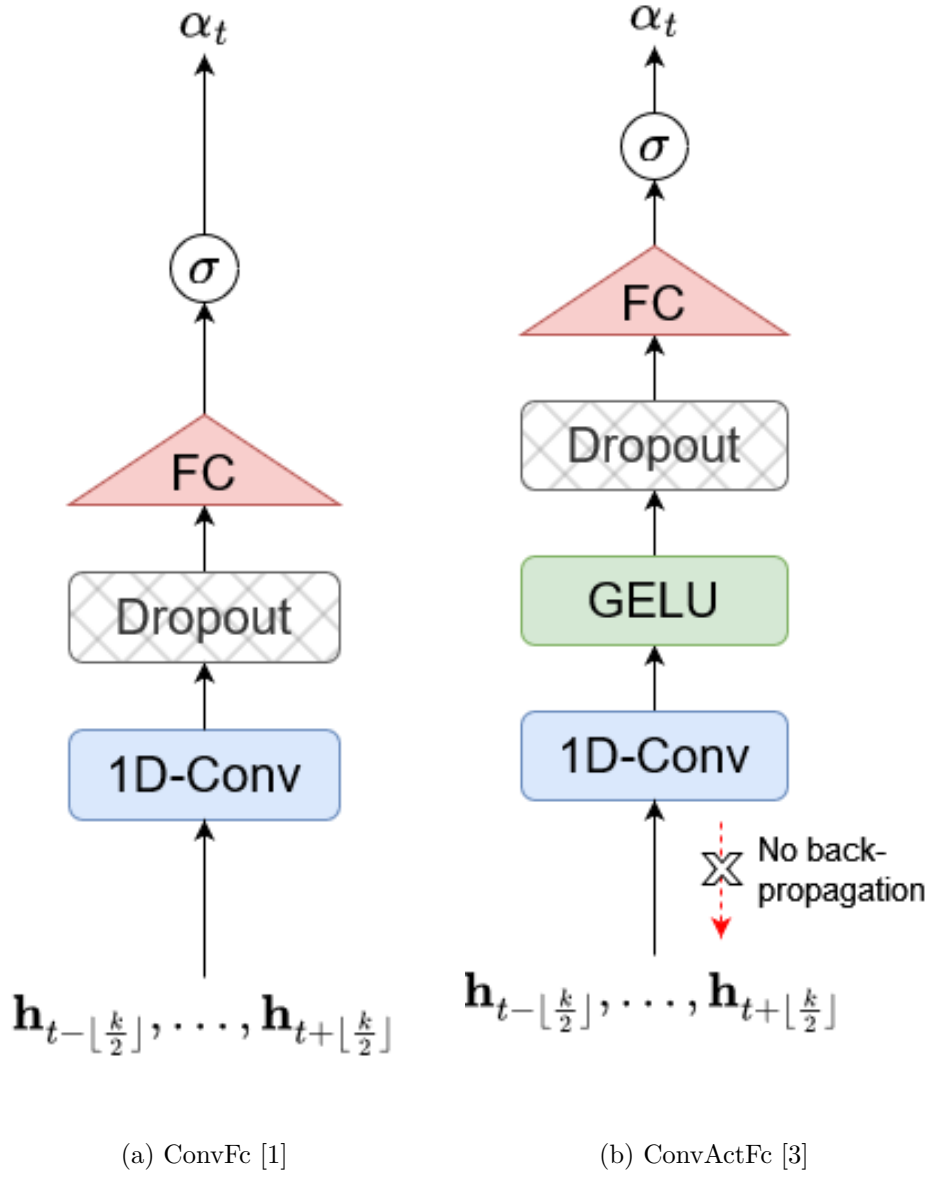 α_t
σ
FC
Dropout
1D-Conv
𝐡_{t−⌊k/2⌋}, …, 𝐡_{t+⌊k/2⌋}
(a) ConvFc [1]
α_t
σ
FC
Dropout
GELU
1D-Conv
No back-
propagation
𝐡_{t−⌊k/2⌋}, …, 𝐡_{t+⌊k/2⌋}
(b) ConvActFc [3]